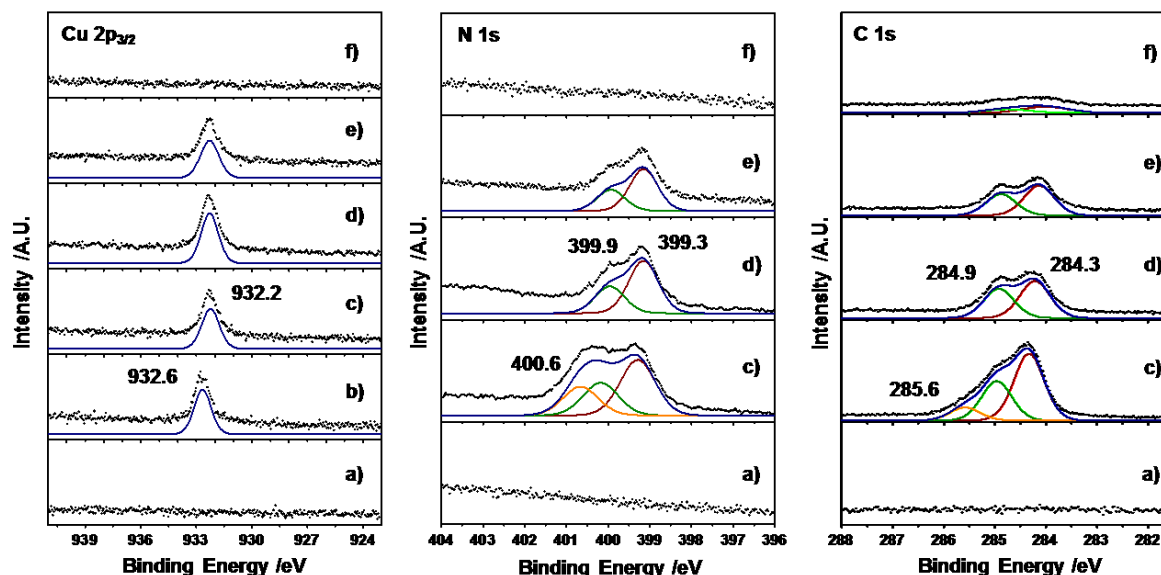 Cu 2p3/2
f)
e)
d)
932.2
c)
932.6
b)
a)
939 936 933 930 927 924
Binding Energy /eV
Intensity /A.U.
N 1s
f)
e)
399.9
399.3
d)
400.6
c)
a)
404 403 402 401 400 399 398 397 396
Binding Energy /eV
Intensity /A.U.
C 1s
f)
e)
284.9
284.3
d)
285.6
c)
a)
288 287 286 285 284 283 282
Binding Energy /eV
Intensity /A.U.